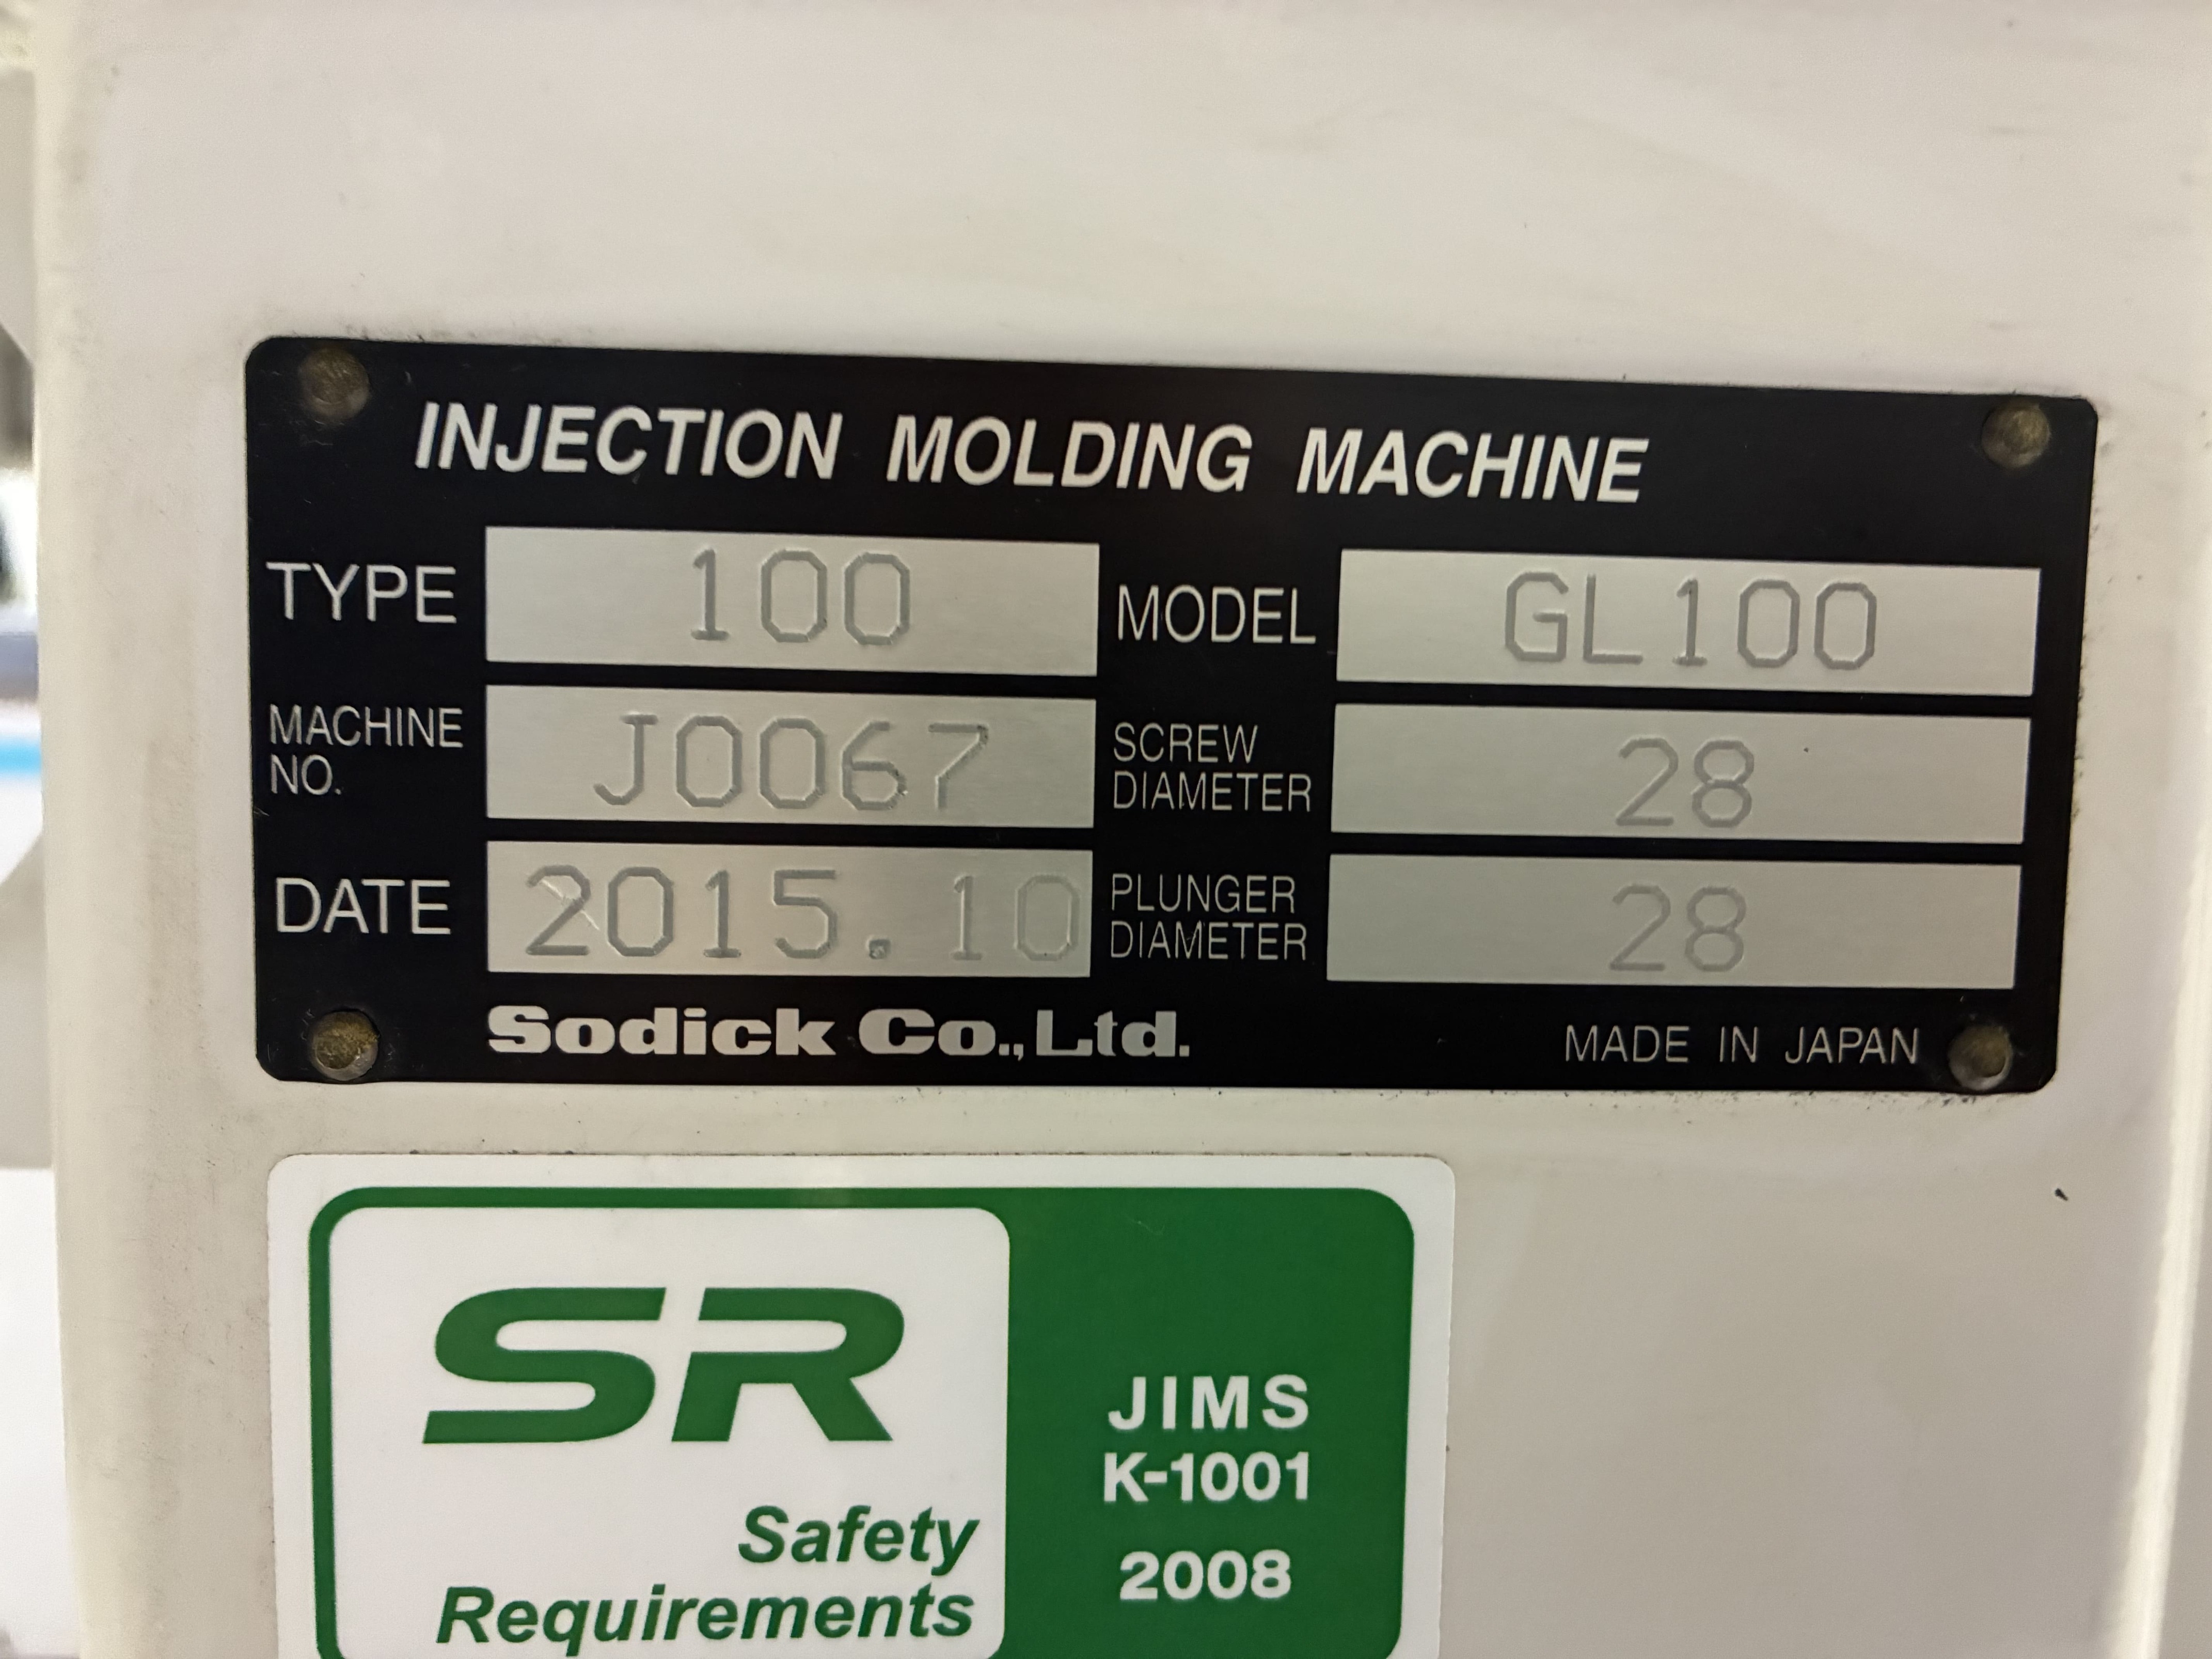 INJECTION MOLDING MACHINE
TYPE 100 MODEL GL100
MACHINE NO. J0067 SCREW DIAMETER 28
DATE 2015.10 PLUNGER DIAMETER 28
Sodick Co.,Ltd. MADE IN JAPAN
SR
Safety
Requirements
JIMS
K-1001
2008